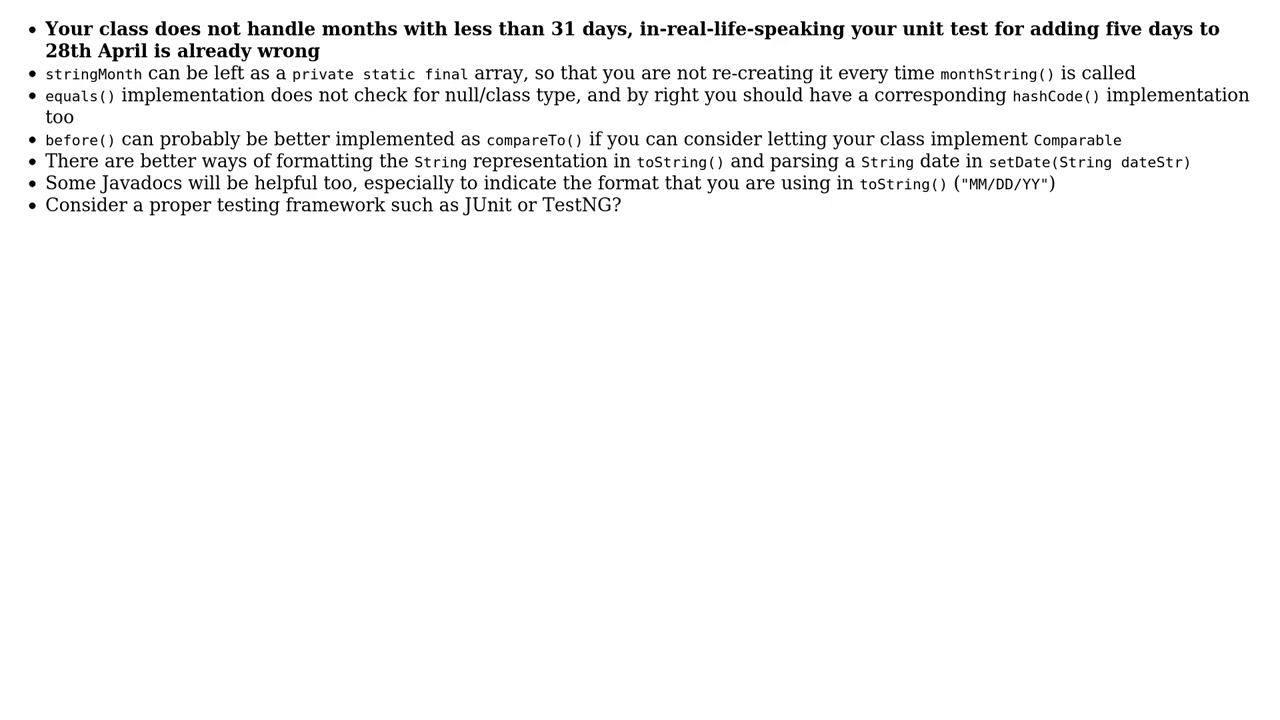 • Your class does not handle months with less than 31 days, in-real-life-speaking your unit test for adding five days to
28th April is already wrong
• stringMonth can be left as a private static final array, so that you are not re-creating it every time monthString() is called
• equals() implementation does not check for null/class type, and by right you should have a corresponding hashCode() implementation
too
• before() can probably be better implemented as compareTo() if you can consider letting your class implement Comparable
• There are better ways of formatting the String representation in toString() and parsing a String date in setDate(String dateStr)
• Some Javadocs will be helpful too, especially to indicate the format that you are using in toString() ("MM/DD/YY")
• Consider a proper testing framework such as JUnit or TestNG?